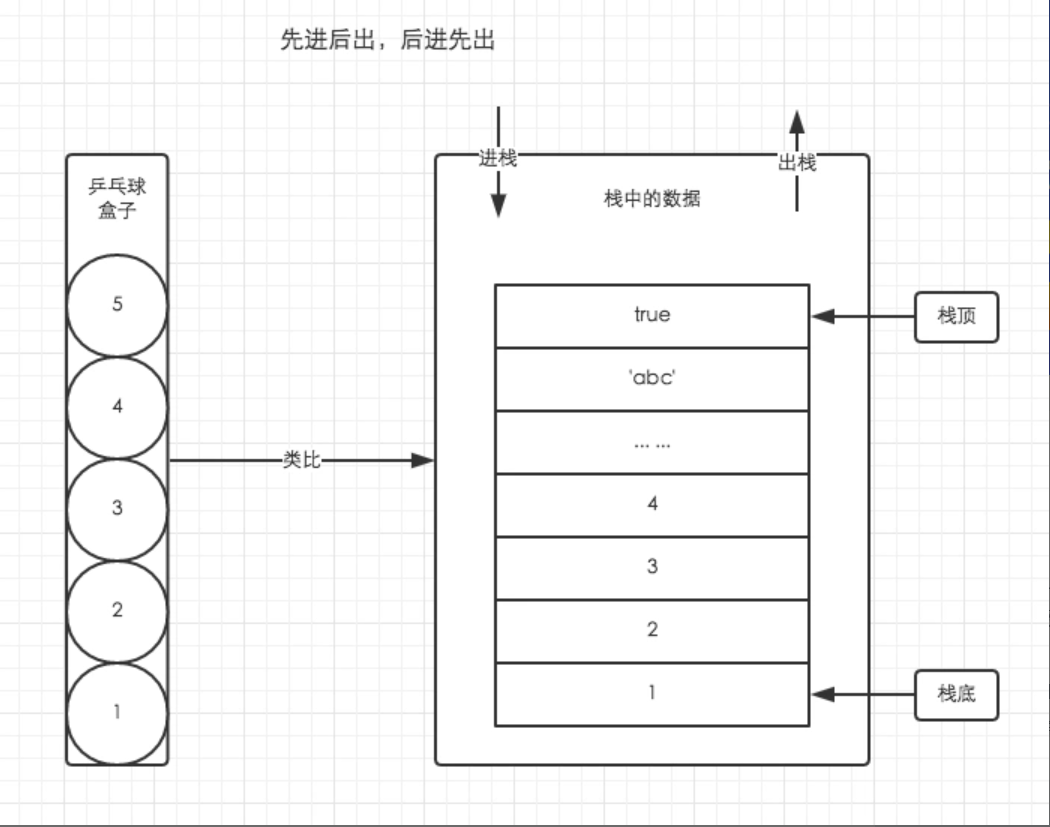 先进后出，后进先出
进栈
出栈
乒乓球
盒子
栈中的数据
5
4
3
2
1
类比
true
'abc'
... ...
4
3
2
1
栈顶
栈底